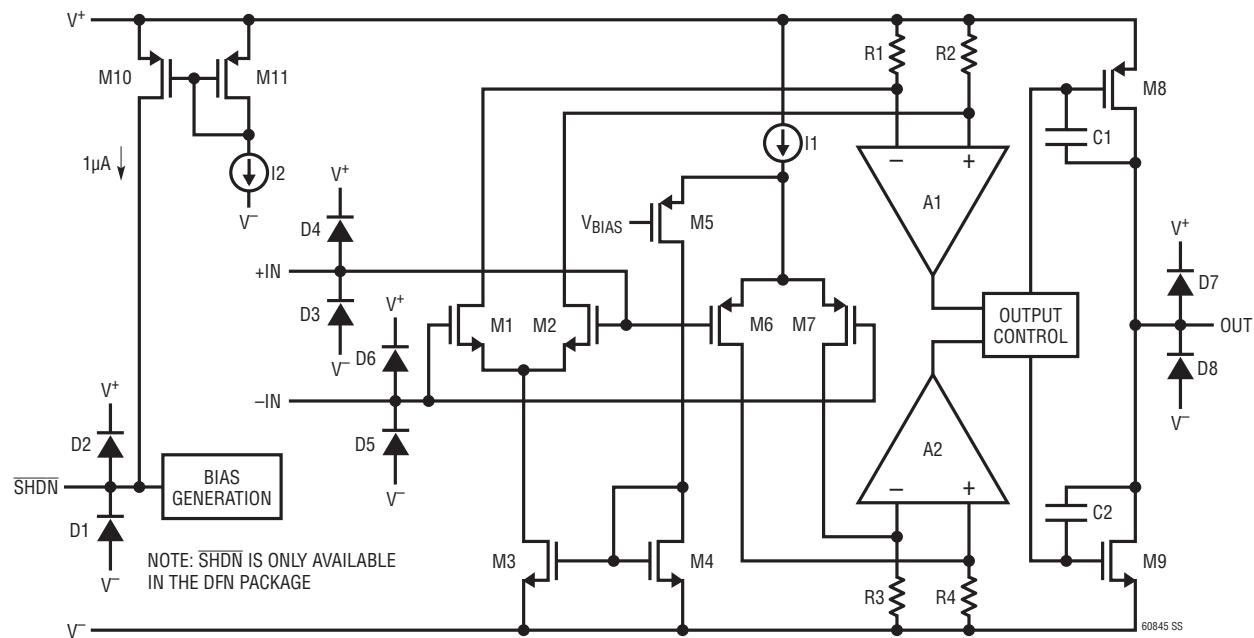 V+
M10
M11
1µA
I2
V−
R1
R2
M8
C1
I1
A1
− +
VBIAS
M5
V+
D4
+IN
D3
V−
V+
D6
−IN
D5
V−
M1
M2
M6
M7
OUTPUT
CONTROL
V+
D7
OUT
D8
V−
A2
− +
C2
M9
V+
D2
SHDN
D1
V−
BIAS
GENERATION
NOTE: SHDN IS ONLY AVAILABLE
IN THE DFN PACKAGE
M3
M4
R3
R4
V−
60845 SS